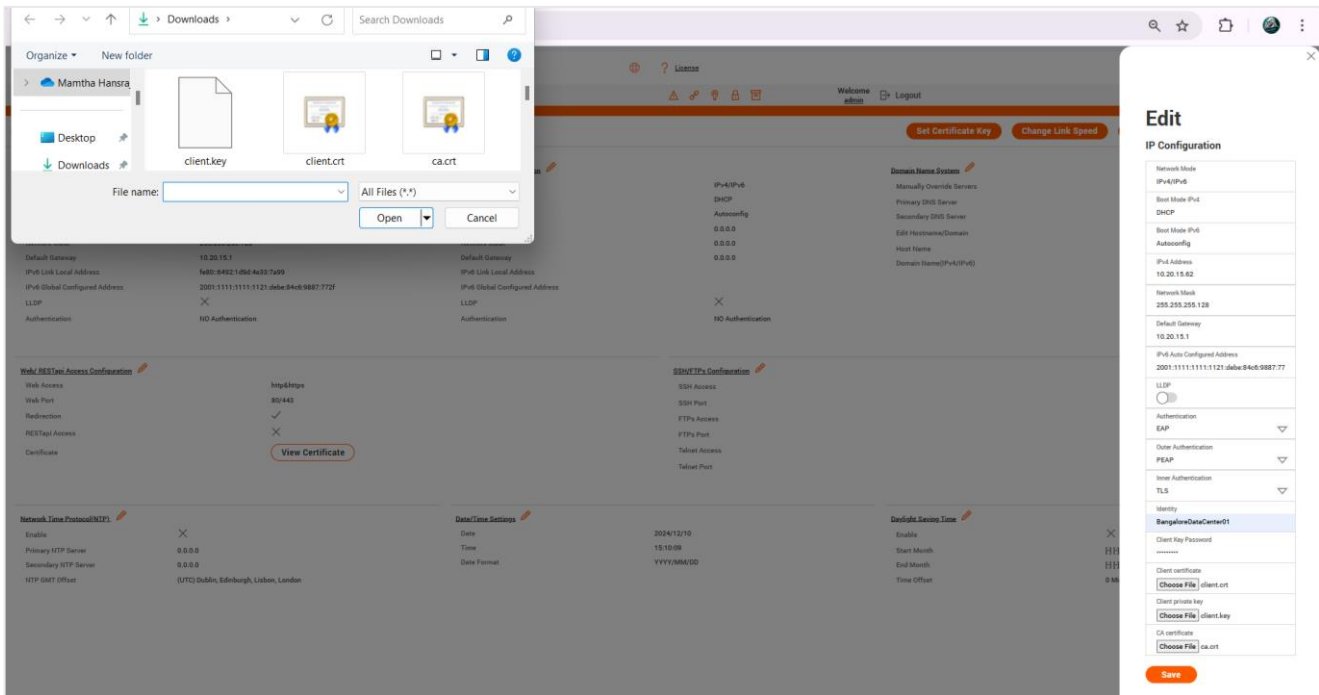 Downloads
Search Downloads
Organize
New folder
Mamtha Hansra
Desktop
Downloads
client.key
client.crt
ca.crt
File name:
All Files (*.*)
Open
Cancel
License
Welcome
admin
Logout
Set Certificate Key
Change Link Speed
IPv4/IPv6
DHCP
Autoconfig
0.0.0.0
0.0.0.0
Default Gateway 10.20.15.1
IPv6 Link Local Address
IPv6 Global Configured Address 2001:1111:1111:1121:debe:84c6:9887:772f
LLDP
Authentication NO Authentication
Default Gateway 0.0.0.0
IPv6 Link Local Address
IPv6 Global Configured Address
LLDP
Authentication NO Authentication
Domain Name System
Manually Override Servers
Primary DNS Server
Secondary DNS Server
Edit Hostname/Domain
Host Name
Domain Name(IPv4/IPv6)
Web/ RESTapi Access Configuration
Web Access http&https
Web Port 80/443
Redirection
RESTapi Access
Certificate View Certificate
SSH/FTPs Configuration
SSH Access
SSH Port
FTPs Access
FTPs Port
Telnet Access
Telnet Port
Network Time Protocol(NTP)
Enable
Primary NTP Server 0.0.0.0
Secondary NTP Server 0.0.0.0
NTP GMT Offset (UTC) Dublin, Edinburgh, Lisbon, London
Date/Time Settings
Date 2024/12/10
Time 15:10:09
Date Format YYYY/MM/DD
Daylight Saving Time
Enable
Start Month
End Month
Time Offset
Edit
IP Configuration
Network Mode
IPv4/IPv6
Boot Mode IPv4
DHCP
Boot Mode IPv6
Autoconfig
IPv4 Address
10.20.15.62
Network Mask
255.255.255.128
Default Gateway
10.20.15.1
IPv6 Auto Configured Address
2001:1111:1111:1121:debe:84c6:9887:77
LLDP
Authentication
EAP
Outer Authentication
PEAP
Inner Authentication
TLS
Identity
BangaloreDataCenter01
Client Key Password
Client certificate
Choose File client.crt
Client private key
Choose File client.key
CA certificate
Choose File ca.crt
Save